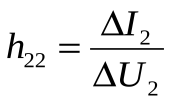 h₂₂ = ΔI₂ / ΔU₂